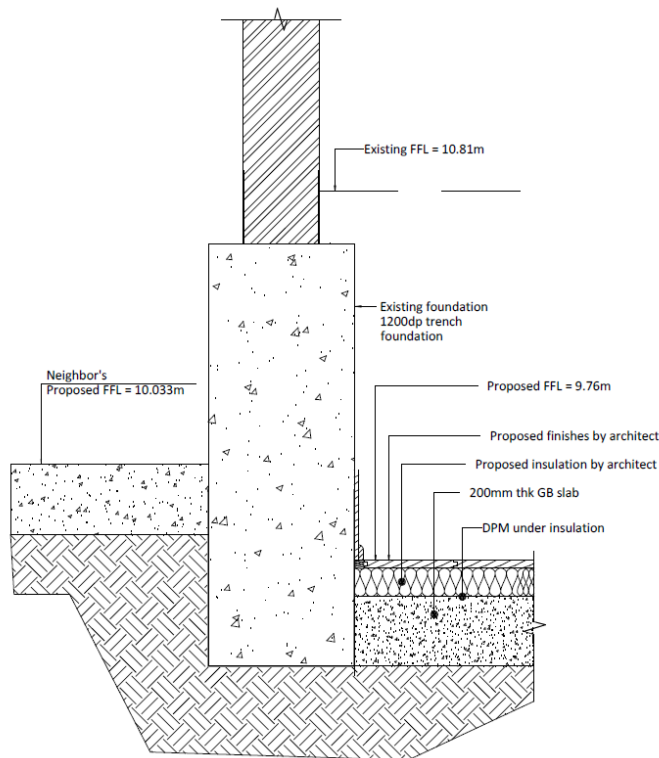 Existing FFL = 10.81m
Existing foundation
1200dp trench
foundation
Neighbor's
Proposed FFL = 10.033m
Proposed FFL = 9.76m
Proposed finishes by architect
Proposed insulation by architect
200mm thk GB slab
DPM under insulation